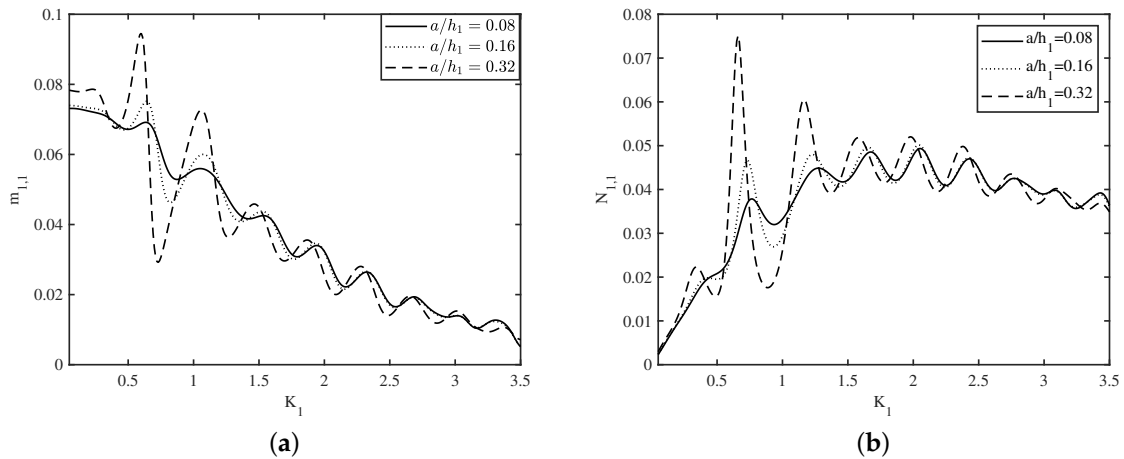 0.1
0.08
0.06
0.04
0.02
0
m1,1
0.5
1
1.5
2
2.5
3
3.5
K1
a/h1 = 0.08
a/h1 = 0.16
a/h1 = 0.32
(a)
0.08
0.07
0.06
0.05
0.04
0.03
0.02
0.01
0
N1,1
0.5
1
1.5
2
2.5
3
3.5
K1
a/h1=0.08
a/h1=0.16
a/h1=0.32
(b)